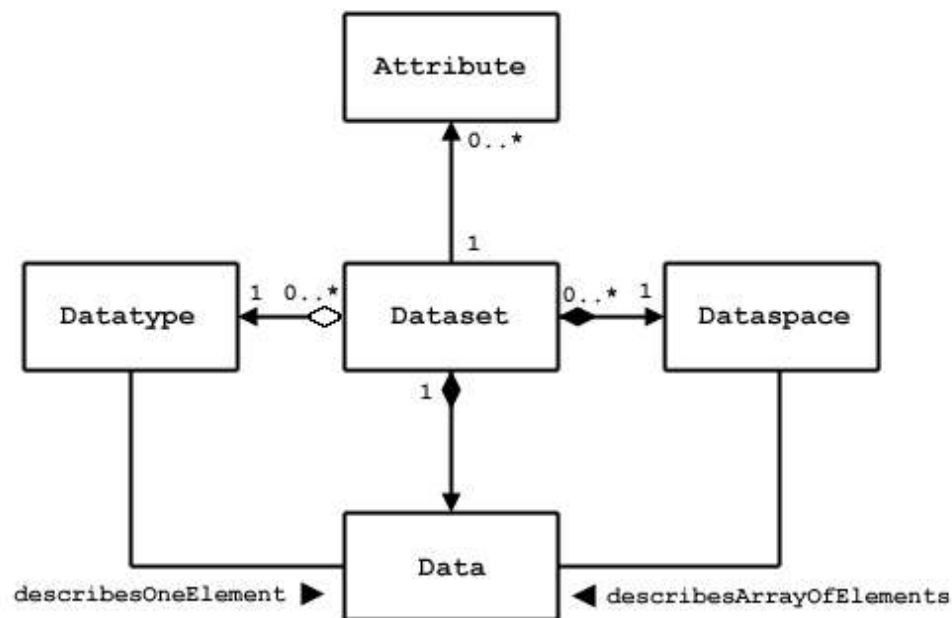 Attribute
0..*
1
Datatype
1
0..*
Dataset
0..*
1
Dataspace
1
Data
describesOneElement
describesArrayOfElements